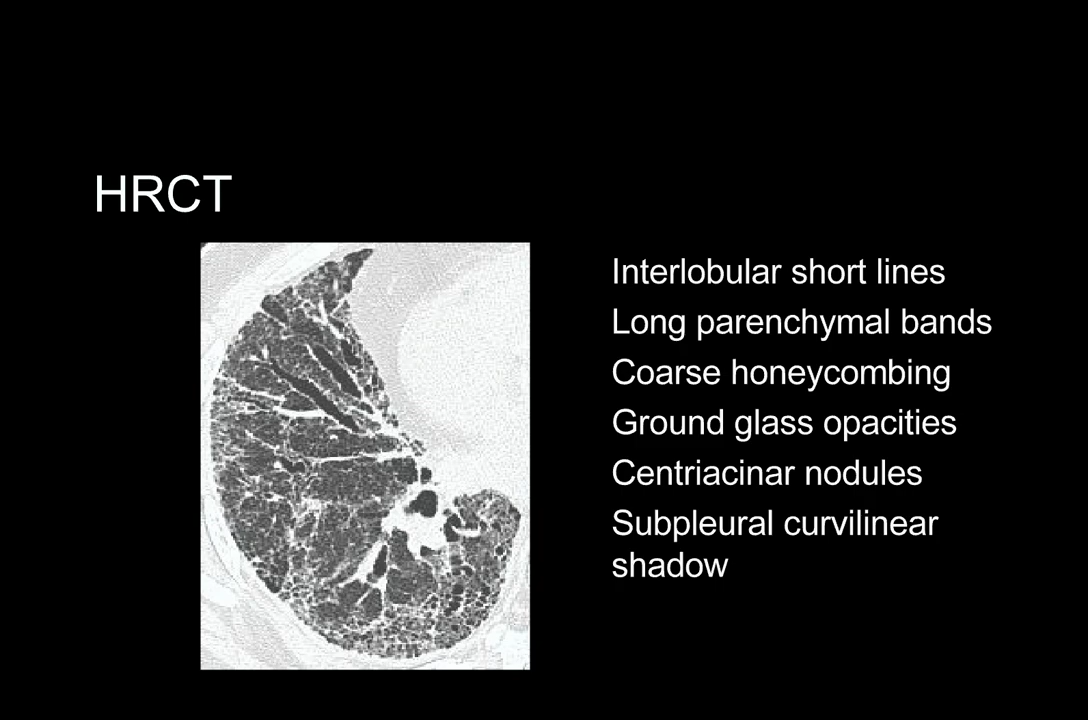 HRCT
Interlobular short lines
Long parenchymal bands
Coarse honeycombing
Ground glass opacities
Centriacinar nodules
Subpleural curvilinear
shadow